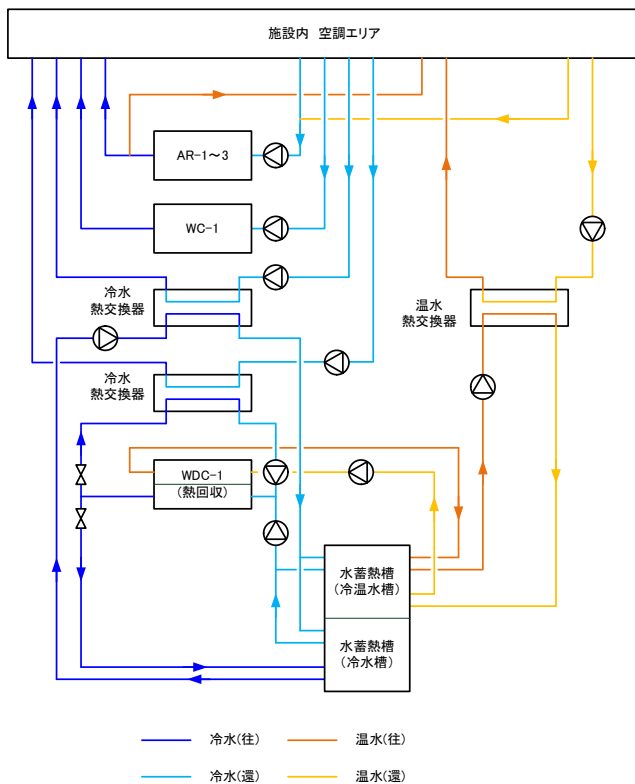 施設内 空調エリア
AR-1～3
WC-1
冷水
熱交換器
温水
熱交換器
冷水
熱交換器
WDC-1
(熱回収)
水蓄熱槽
(冷温水槽)
水蓄熱槽
(冷水槽)
冷水(往)
温水(往)
冷水(還)
温水(還)